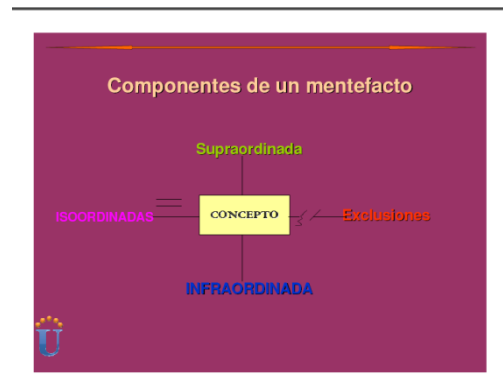 Componentes de un mentefacto
Supraordinada
ISOORDINADAS
CONCEPTO
Exclusiones
INFRAORDINADA
U